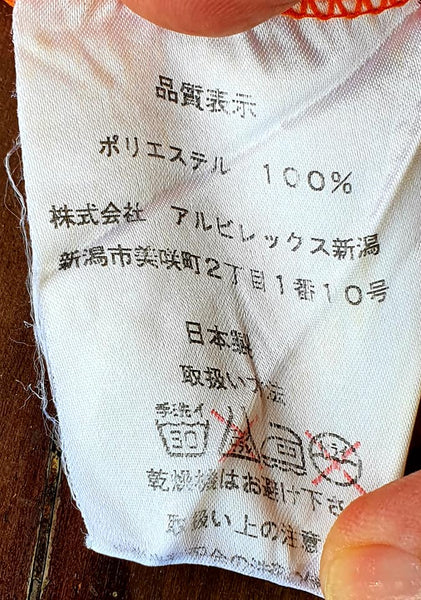 品質表示
ポリエステル 100%
株式会社 アルビレックス新潟
新潟市美咲町2丁目1番10号
日本製
取扱い方法
手洗イ
30
乾燥機はお避け下さ
取扱い上の注意